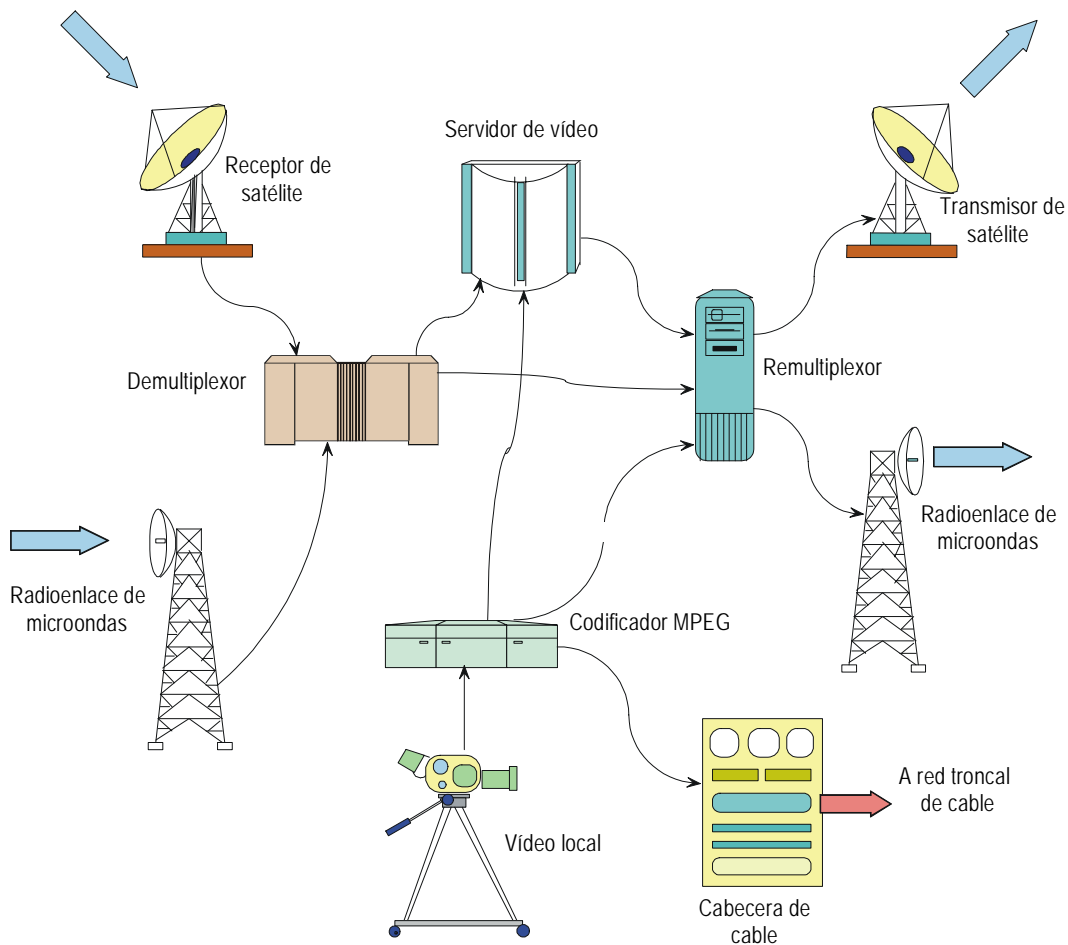 Servidor de vídeo
Receptor de
satélite
Transmisor de
satélite
Demultiplexor
Remultiplexor
Radioenlace de
microondas
Radioenlace de
microondas
Codificador MPEG
Vídeo local
A red troncal
de cable
Cabecera de
cable